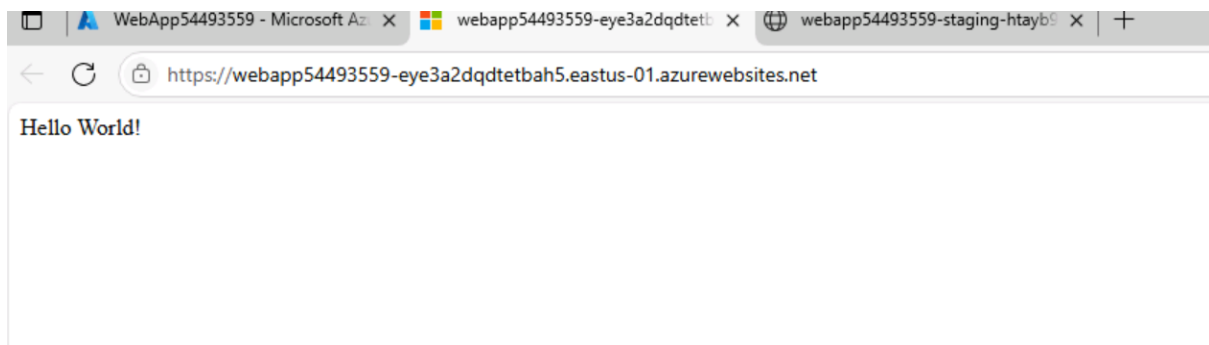 WebApp54493559 - Microsoft Az
webapp54493559-eye3a2dqdtetb
webapp54493559-staging-htayb9
https://webapp54493559-eye3a2dqdtetbah5.eastus-01.azurewebsites.net
Hello World!